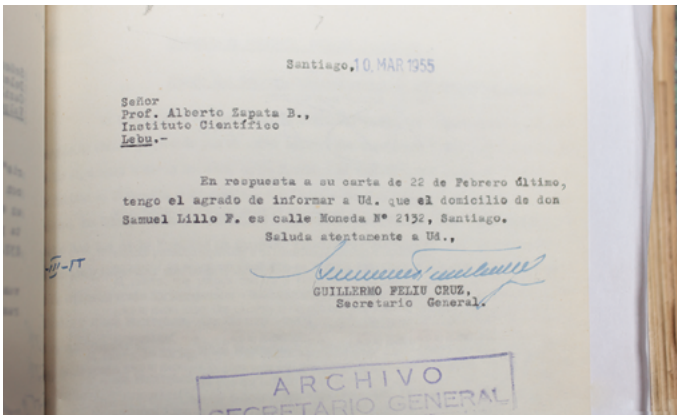 Santiago, 10. MAR 1955
Señor
Prof. Alberto Zapata B.,
Instituto Científico
Lebu.-
En respuesta a su carta de 22 de Febrero último,
tengo el agrado de informar a Ud. que el domicilio de don
Samuel Lillo F. es calle Moneda Nº 2132, Santiago.
Saluda atentamente a Ud.,
GUILLERMO FELIU CRUZ,
Secretario General.
ARCHIVO
SECRETARIO GENERAL